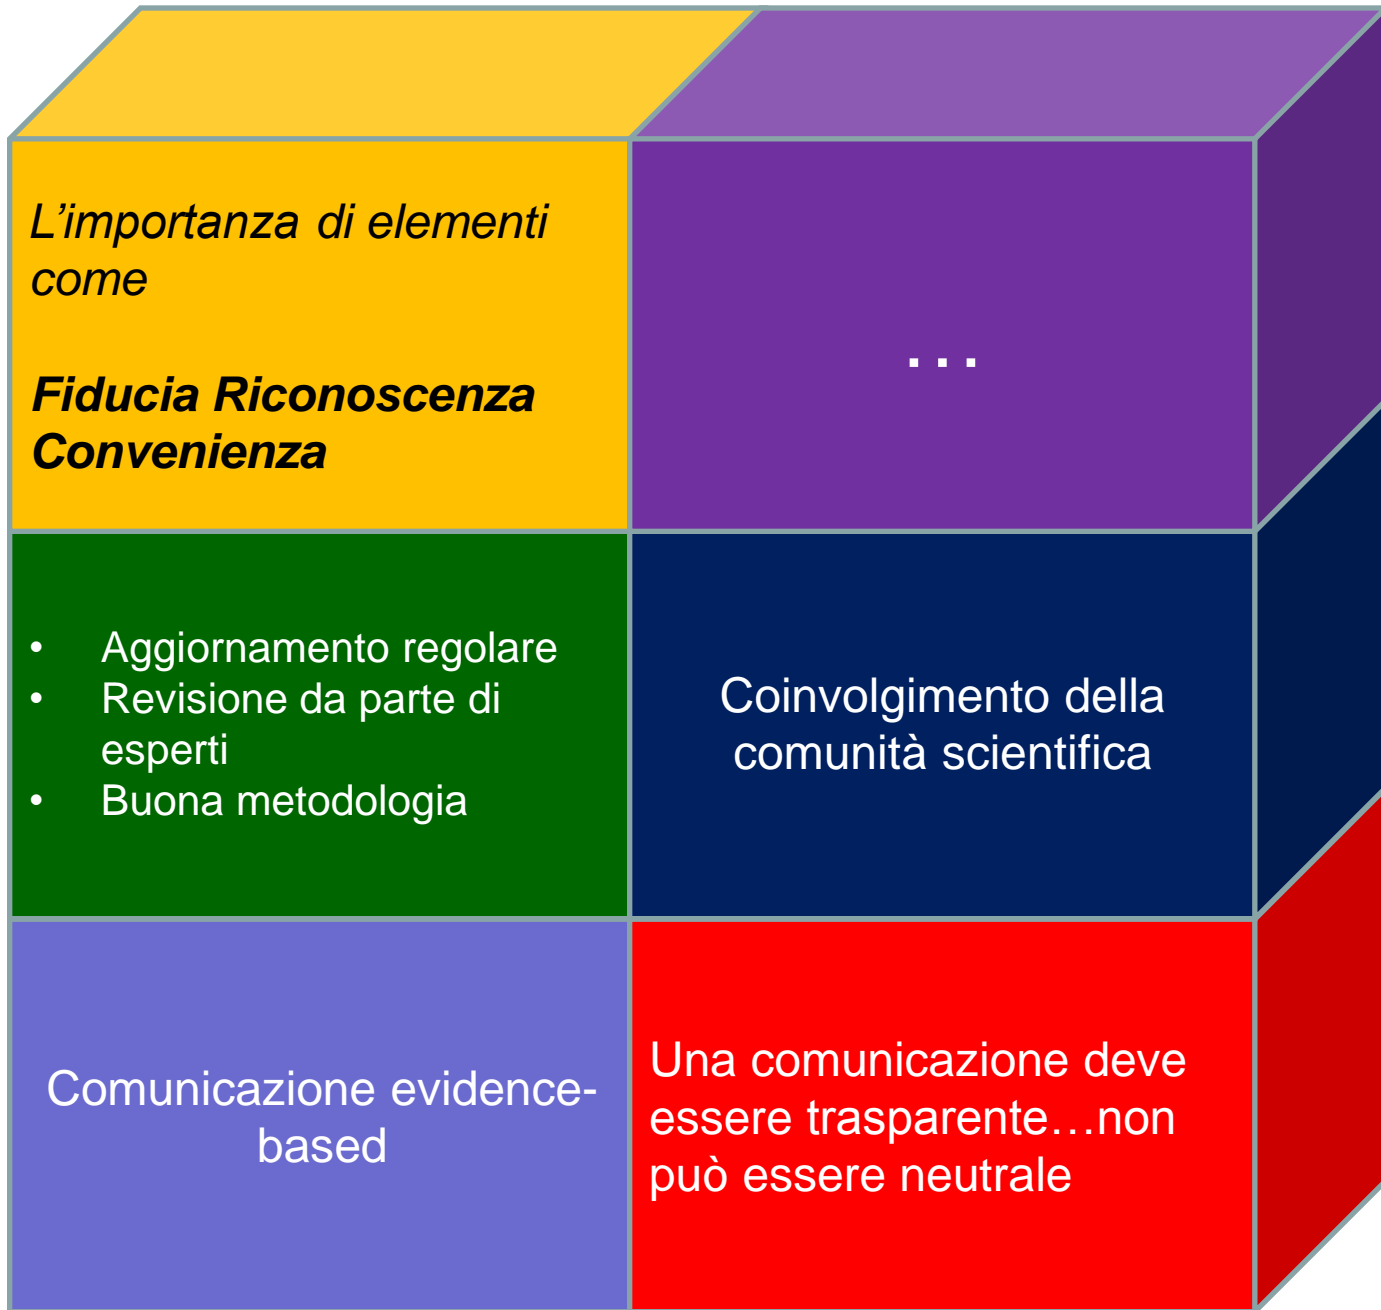 L’importanza di elementi
come
Fiducia Riconoscenza
Convenienza
…
• Aggiornamento regolare
• Revisione da parte di
esperti
• Buona metodologia
Coinvolgimento della
comunità scientifica
Comunicazione evidence-
based
Una comunicazione deve
essere trasparente…non
può essere neutrale